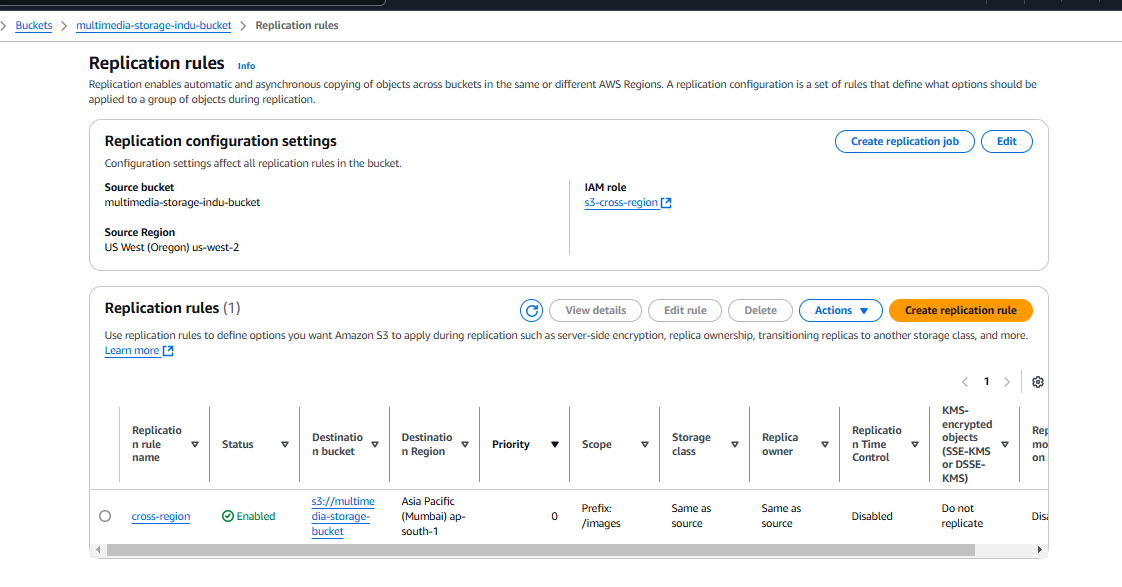 Buckets > multimedia-storage-indu-bucket > Replication rules
Replication rules Info
Replication enables automatic and asynchronous copying of objects across buckets in the same or different AWS Regions. A replication configuration is a set of rules that define what options should be
applied to a group of objects during replication.
Replication configuration settings
Create replication job
Edit
Configuration settings affect all replication rules in the bucket.
Source bucket
multimedia-storage-indu-bucket
Source Region
US West (Oregon) us-west-2
IAM role
s3-cross-region
Replication rules (1)
View details
Edit rule
Delete
Actions
Create replication rule
Use replication rules to define options you want Amazon S3 to apply during replication such as server-side encryption, replica ownership, transitioning replicas to another storage class, and more.
Learn more
1
Replicatio
n rule
name
Status
Destinatio
n bucket
Destinatio
n Region
Priority
Scope
Storage
class
Replica
owner
Replicatio
n Time
Control
KMS-
encrypted
objects
(SSE-KMS
or DSSE-
KMS)
Rep
mo
on
cross-region
Enabled
s3://multime
dia-storage-
bucket
Asia Pacific
(Mumbai) ap-
south-1
0
Prefix:
/images
Same as
source
Same as
source
Disabled
Do not
replicate
Disa